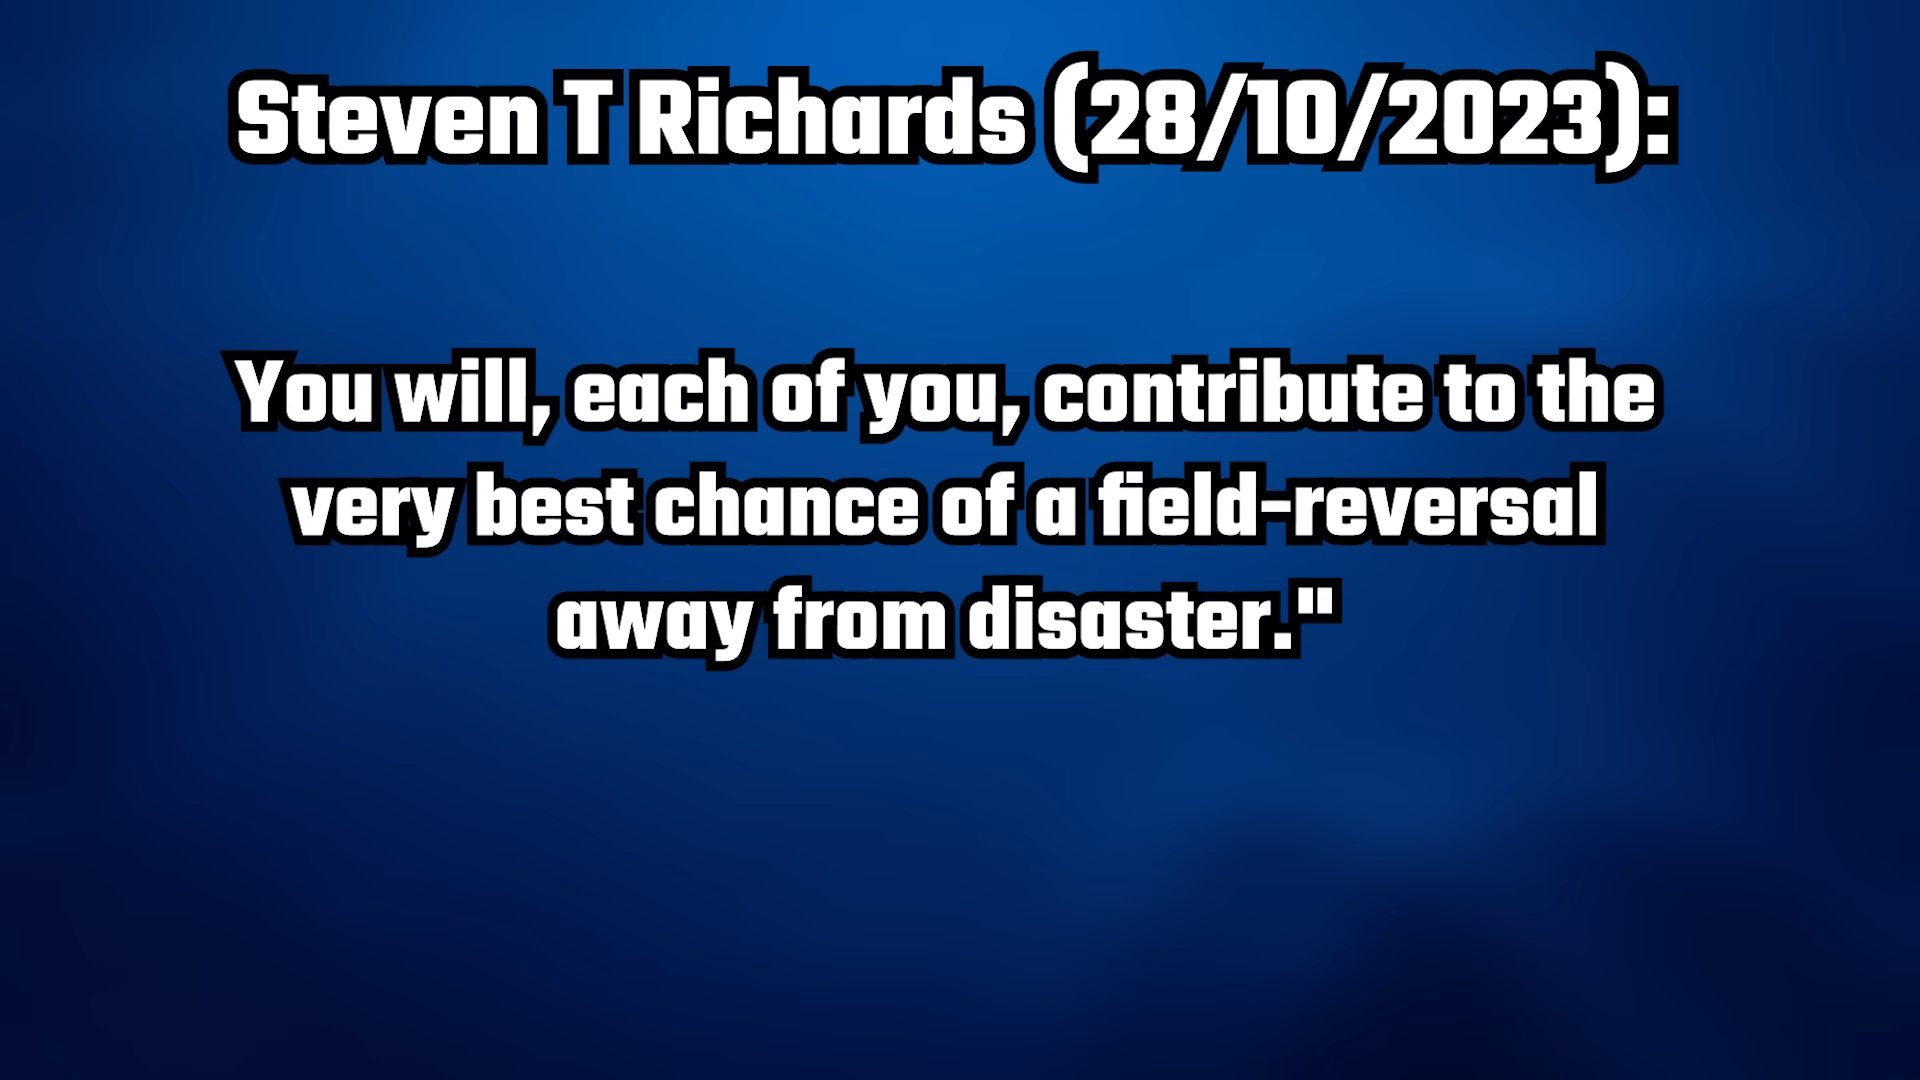 Steven T Richards (28/10/2023):
You will, each of you, contribute to the
very best chance of a field-reversal
away from disaster."